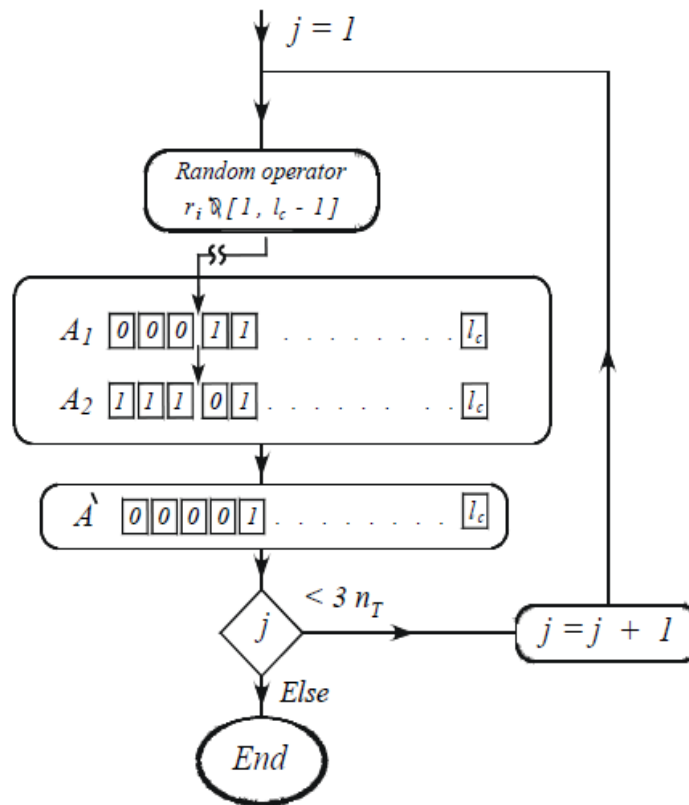 j = 1
Random operator
r_i ʠ [ 1 , l_c - 1 ]
A_1 0 0 0 1 1 . . . . . . . . . l_c
A_2 1 1 1 0 1 . . . . . . . . l_c
A` 0 0 0 0 1 . . . . . . . . l_c
< 3 n_T
j
j = j + 1
Else
End